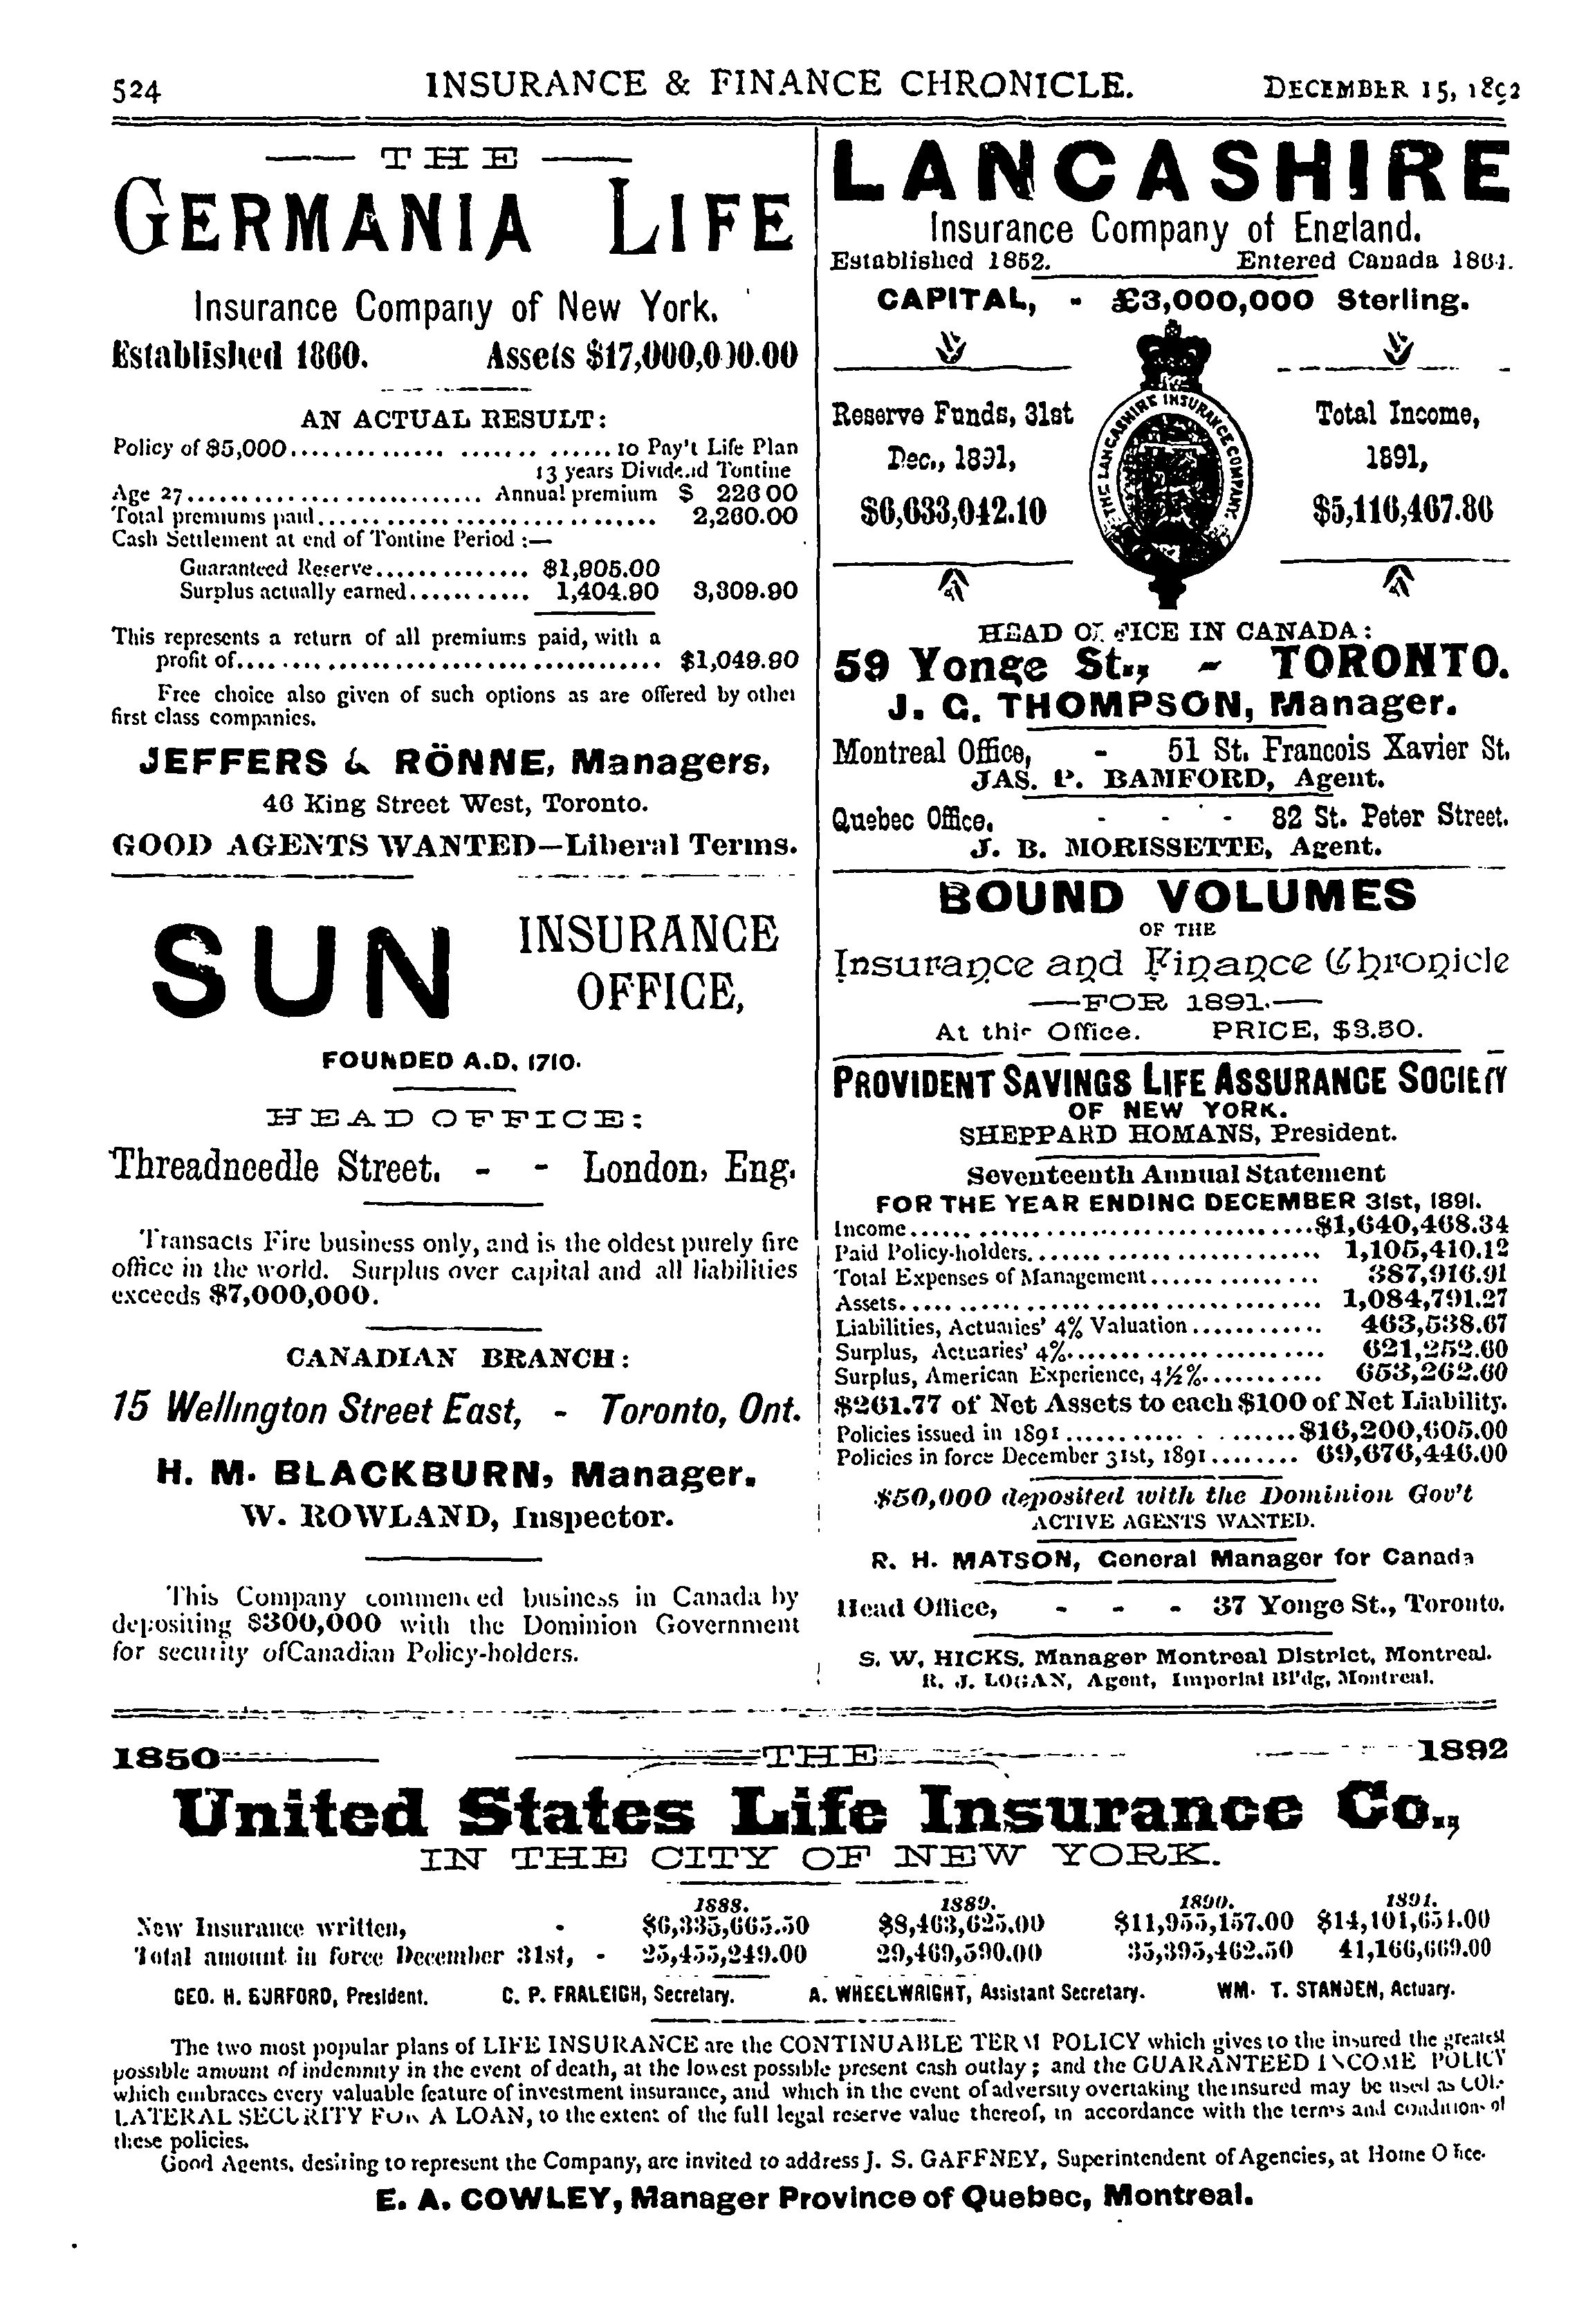 524 INSURANCE & FINANCE CHRONICLE. DECEMBER 15, 1892
THE
GERMANIA LIFE
Insurance Company of New York.
Established 1860. Assets $17,000,000.00
AN ACTUAL RESULT:
Policy of $5,000.................................10 Pay't Life Plan
13 years Dividend Tontine
Age 27................................ Annual premium $ 226 00
Total premiums paid................................ 2,260.00
Cash Settlement at end of Tontine Period :—
Guaranteed Reserve............... $1,905.00
Surplus actually earned........... 1,404.90 3,309.90
This represents a return of all premiums paid, with a
profit of.......................................... $1,049.90
Free choice also given of such options as are offered by other
first class companies.
JEFFERS & RÖNNE, Managers,
46 King Street West, Toronto.
GOOD AGENTS WANTED—Liberal Terms.
SUN INSURANCE
OFFICE,
FOUNDED A.D. 1710.
HEAD OFFICE:
Threadneedle Street. - - London, Eng.
Transacts Fire business only, and is the oldest purely fire
office in the world. Surplus over capital and all liabilities
exceeds $7,000,000.
CANADIAN BRANCH:
15 Wellington Street East, - Toronto, Ont.
H. M. BLACKBURN, Manager.
W. ROWLAND, Inspector.
This Company commenced business in Canada by
depositing $300,000 with the Dominion Government
for security of Canadian Policy-holders.
LANCASHIRE
Insurance Company of England.
Established 1852. Entered Canada 1864.
CAPITAL, - £3,000,000 Sterling.
Reserve Funds, 31st
Dec., 1891,
$6,633,042.10
THE LANCASHIRE INSURANCE COMPANY.
Total Income,
1891,
$5,116,467.80
HEAD OFFICE IN CANADA:
59 Yonge St., - TORONTO.
J. C. THOMPSON, Manager.
Montreal Office, - 51 St. Francois Xavier St.
JAS. P. BAMFORD, Agent.
Quebec Office, - - - 82 St. Peter Street.
J. B. MORISSETTE, Agent.
BOUND VOLUMES
OF THE
Insurance and Finance Chronicle
—FOR 1891.—
At this Office. PRICE, $3.50.
PROVIDENT SAVINGS LIFE ASSURANCE SOCIETY
OF NEW YORK.
SHEPPARD HOMANS, President.
Seventeenth Annual Statement
FOR THE YEAR ENDING DECEMBER 31st, 1891.
Income........................................$1,640,468.34
Paid Policy-holders............................ 1,105,410.12
Total Expenses of Management................ 387,916.91
Assets.......................................... 1,084,791.27
Liabilities, Actuaries' 4% Valuation............ 463,538.67
Surplus, Actuaries' 4%......................... 621,252.60
Surplus, American Experience, 4½%........... 653,262.60
$261.77 of Net Assets to each $100 of Net Liability.
Policies issued in 1891.......................$16,200,605.00
Policies in force December 31st, 1891........ 69,676,446.00
$50,000 deposited with the Dominion Gov't
ACTIVE AGENTS WANTED.
R. H. MATSON, General Manager for Canada
Head Office, - - - 37 Yonge St., Toronto.
S. W. HICKS, Manager Montreal District, Montreal.
R. J. LOGAN, Agent, Imperial Bl'dg, Montreal.
1850 THE 1892
United States Life Insurance Co.,
IN THE CITY OF NEW YORK.
1888. 1889. 1890. 1891.
New Insurance written, - $6,335,665.50 $8,463,625.00 $11,955,157.00 $14,101,654.00
Total amount in force December 31st, - 25,455,249.00 29,469,590.00 35,395,462.50 41,166,669.00
GEO. H. BURFORD, President. C. P. FRALEIGH, Secretary. A. WHEELWRIGHT, Assistant Secretary. WM. T. STANDEN, Actuary.
The two most popular plans of LIFE INSURANCE are the CONTINUABLE TERM POLICY which gives to the insured the greatest
possible amount of indemnity in the event of death, at the lowest possible present cash outlay ; and the GUARANTEED INCOME POLICY
which embraces every valuable feature of investment insurance, and which in the event of adversity overtaking the insured may be used as COL-
LATERAL SECURITY FOR A LOAN, to the extent of the full legal reserve value thereof, in accordance with the terms and conditions of
these policies.
Good Agents, desiring to represent the Company, are invited to address J. S. GAFFNEY, Superintendent of Agencies, at Home Office.
E. A. COWLEY, Manager Province of Quebec, Montreal.